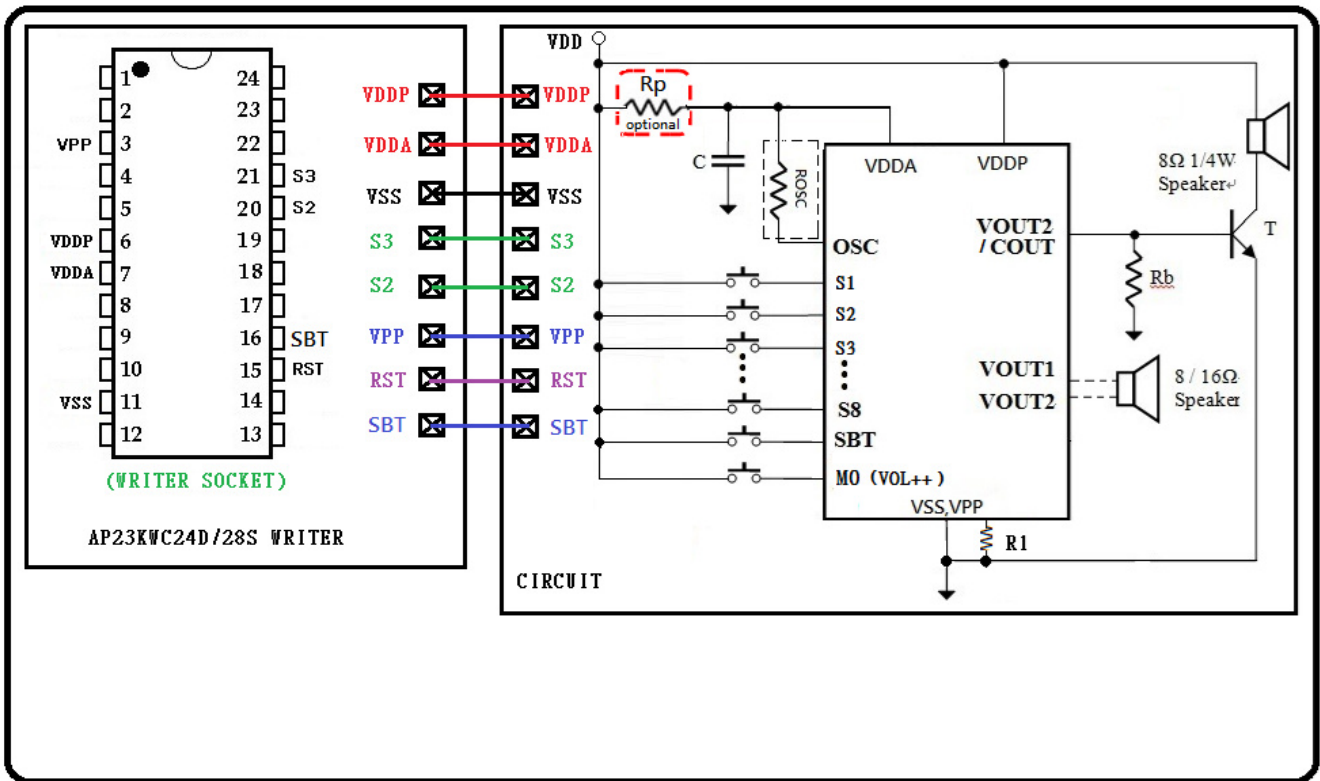 1 24
2 23
VPP 3 22
4 21 S3
5 20 S2
VDDP 6 19
VDDA 7 18
8 17
9 16 SBT
10 15 RST
VSS 11 14
12 13
(WRITER SOCKET)
AP23KWC24D/28S WRITER
VDDP
VDDA
VSS
S3
S2
VPP
RST
SBT
VDDP
VDDA
VSS
S3
S2
VPP
RST
SBT
CIRCUIT
VDD
Rp
optional
C
ROSC
VDDA VDDP
OSC
S1
S2
S3
S8
SBT
MO (VOL++)
VSS,VPP
R1
VOUT2
/ COUT
VOUT1
VOUT2
8Ω 1/4W
Speaker↵
T
Rb
8 / 16Ω
Speaker